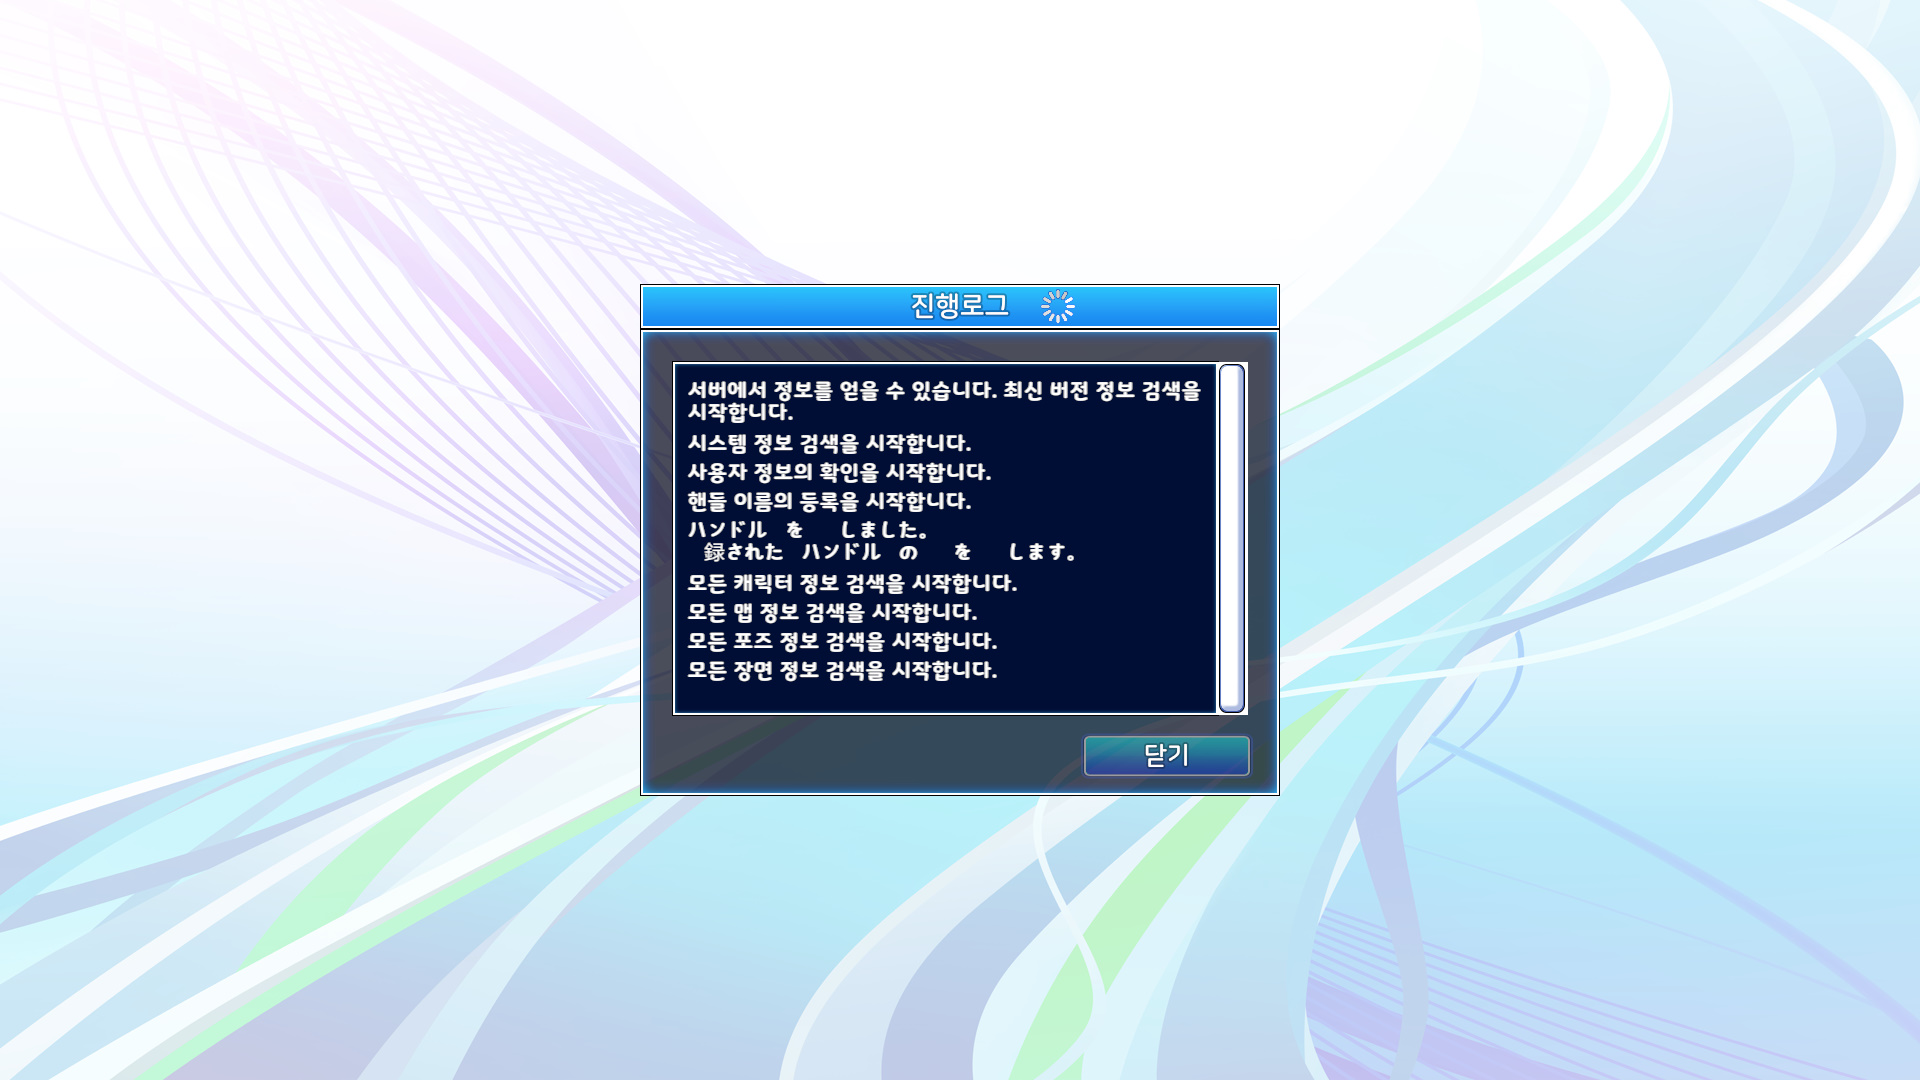 진행로그
서버에서 정보를 얻을 수 있습니다. 최신 버전 정보 검색을
시작합니다.
시스템 정보 검색을 시작합니다.
사용자 정보의 확인을 시작합니다.
핸들 이름의 등록을 시작합니다.
ハンドル を しました。
録された ハンドル の を します。
모든 캐릭터 정보 검색을 시작합니다.
모든 맵 정보 검색을 시작합니다.
모든 포즈 정보 검색을 시작합니다.
모든 장면 정보 검색을 시작합니다.
닫기